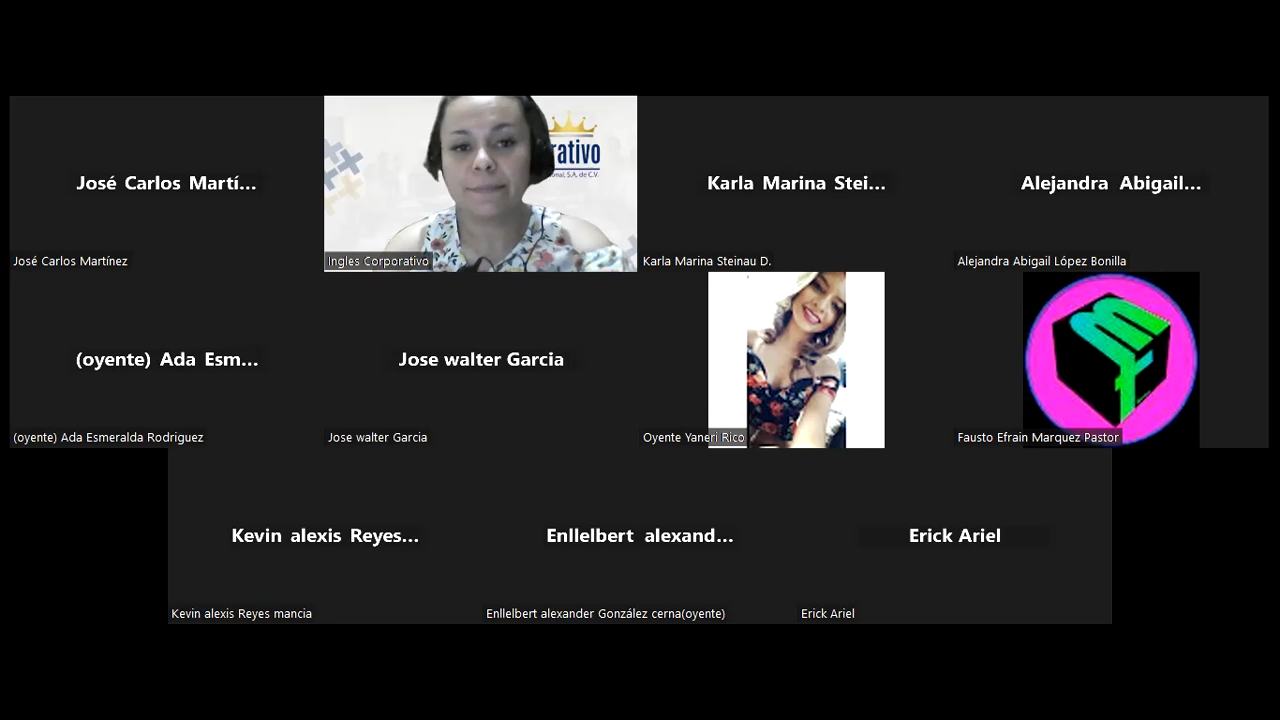 José Carlos Martí...
José Carlos Martínez
rativo
onal, S.A. de C.V.
Ingles Corporativo
Karla Marina Stei...
Karla Marina Steinau D.
Alejandra Abigail...
Alejandra Abigail López Bonilla
(oyente) Ada Esm...
(oyente) Ada Esmeralda Rodriguez
Jose walter Garcia
Jose walter Garcia
Oyente Yaneri Rico
Fausto Efrain Marquez Pastor
Kevin alexis Reyes...
Kevin alexis Reyes mancia
Enllelbert alexand...
Enllelbert alexander González cerna(oyente)
Erick Ariel
Erick Ariel